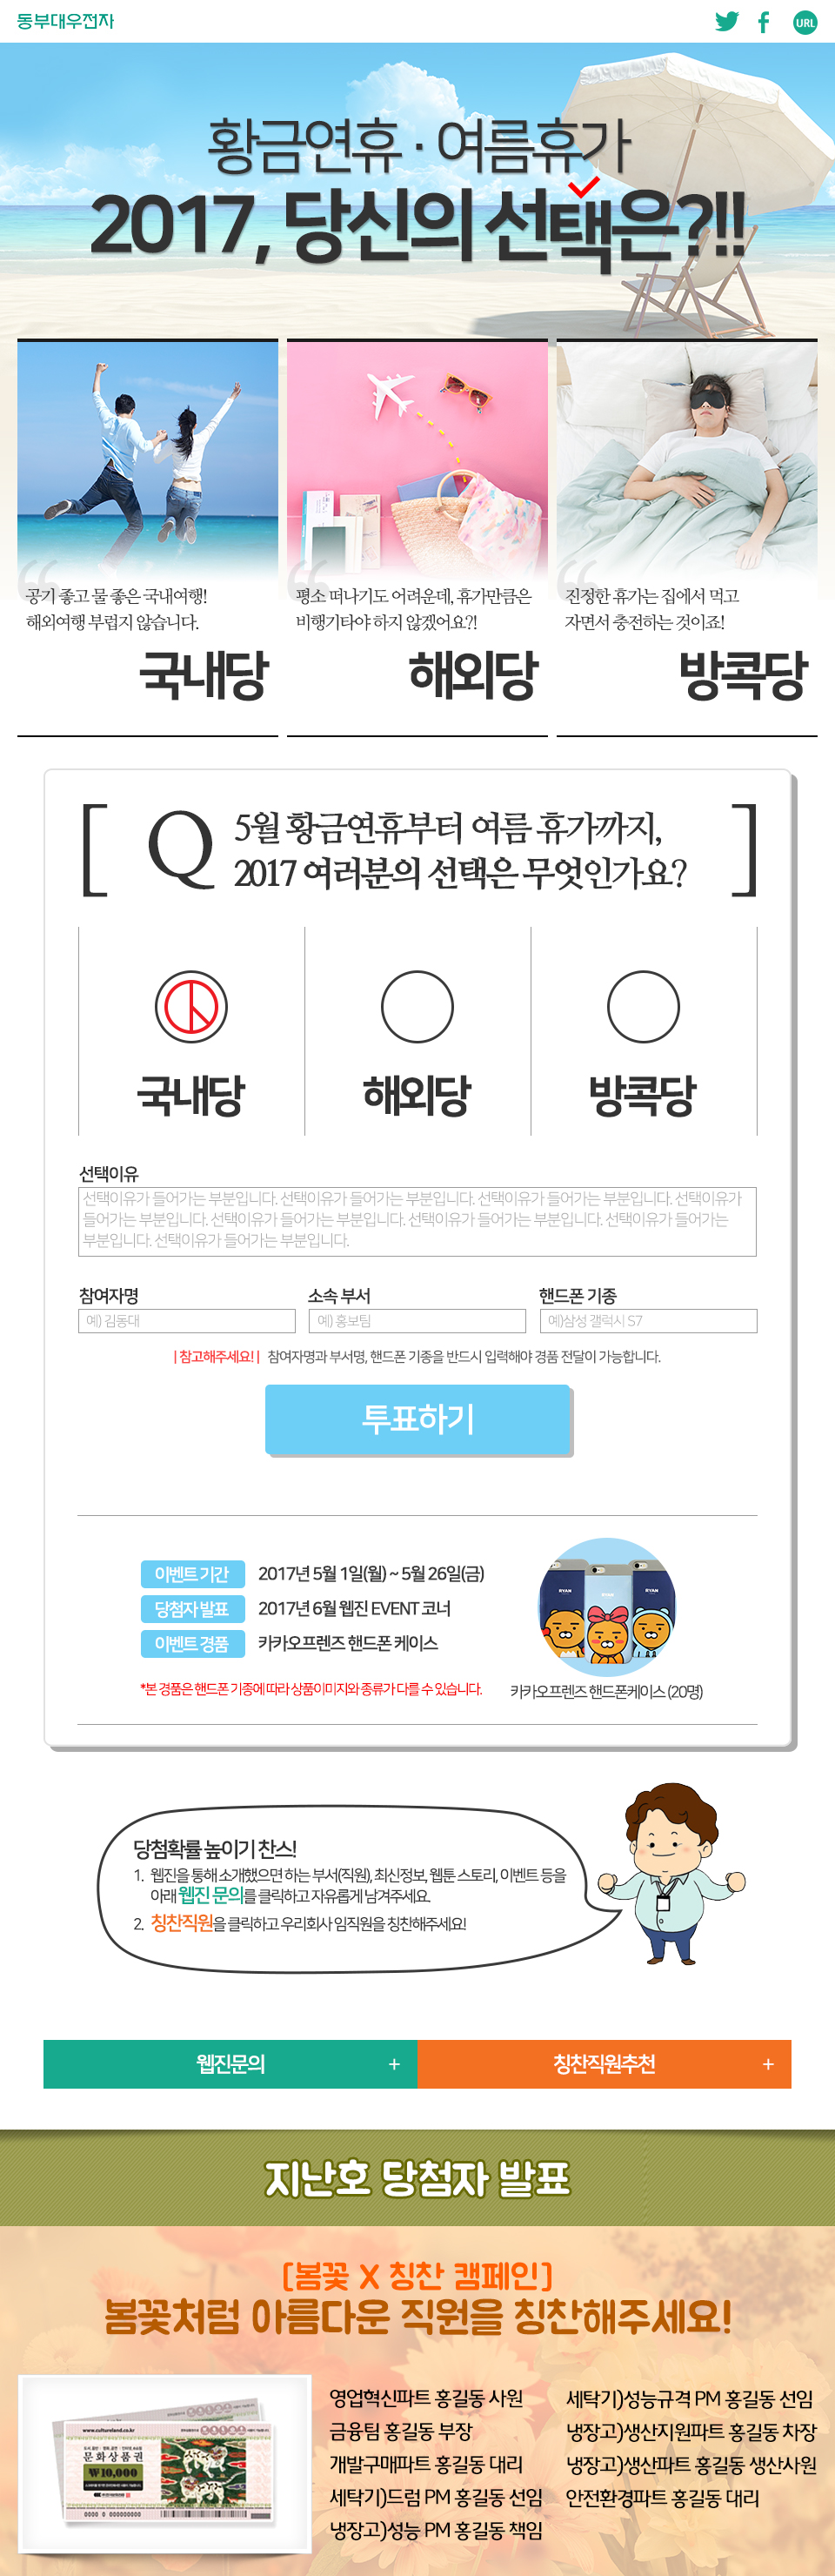 동부대우전자
URL
황금연휴 · 여름휴가
2017, 당신의 선택은?!!
공기 좋고 물 좋은 국내여행!
해외여행 부럽지 않습니다.
국내당
평소 떠나기도 어려운데, 휴가만큼은
비행기타야 하지 않겠어요?!
해외당
진정한 휴가는 집에서 먹고
자면서 충전하는 것이죠!
방콕당
[ Q 5월 황금연휴부터 여름 휴가까지,
2017 여러분의 선택은 무엇인가요? ]
국내당
해외당
방콕당
선택이유
선택이유가 들어가는 부분입니다. 선택이유가 들어가는 부분입니다. 선택이유가 들어가는 부분입니다. 선택이유가
들어가는 부분입니다. 선택이유가 들어가는 부분입니다. 선택이유가 들어가는 부분입니다. 선택이유가 들어가는
부분입니다. 선택이유가 들어가는 부분입니다.
참여자명 소속 부서 핸드폰 기종
예) 김동대 예) 홍보팀 예)삼성 갤럭시 S7
| 참고해주세요! | 참여자명과 부서명, 핸드폰 기종을 반드시 입력해야 경품 전달이 가능합니다.
투표하기
이벤트 기간 2017년 5월 1일(월) ~ 5월 26일(금)
당첨자 발표 2017년 6월 웹진 EVENT 코너
이벤트 경품 카카오프렌즈 핸드폰 케이스
*본 경품은 핸드폰 기종에 따라 상품이미지와 종류가 다를 수 있습니다.
RYAN
RYAN
RYAN
카카오프렌즈 핸드폰케이스 (20명)
당첨확률 높이기 찬스!
1. 웹진을 통해 소개했으면 하는 부서(직원), 최신정보, 웹툰 스토리, 이벤트 등을
아래 웹진 문의를 클릭하고 자유롭게 남겨주세요.
2. 칭찬직원을 클릭하고 우리회사 임직원을 칭찬해주세요!
웹진문의 +
칭찬직원추천 +
지난호 당첨자 발표
[봄꽃 X 칭찬 캠페인]
봄꽃처럼 아름다운 직원을 칭찬해주세요!
www.cultureland.co.kr
문화상품권
₩10,000
0000 0 00000000
영업혁신파트 홍길동 사원
금융팀 홍길동 부장
개발구매파트 홍길동 대리
세탁기)드럼 PM 홍길동 선임
냉장고)성능 PM 홍길동 책임
세탁기)성능규격 PM 홍길동 선임
냉장고)생산지원파트 홍길동 차장
냉장고)생산파트 홍길동 생산사원
안전환경파트 홍길동 대리